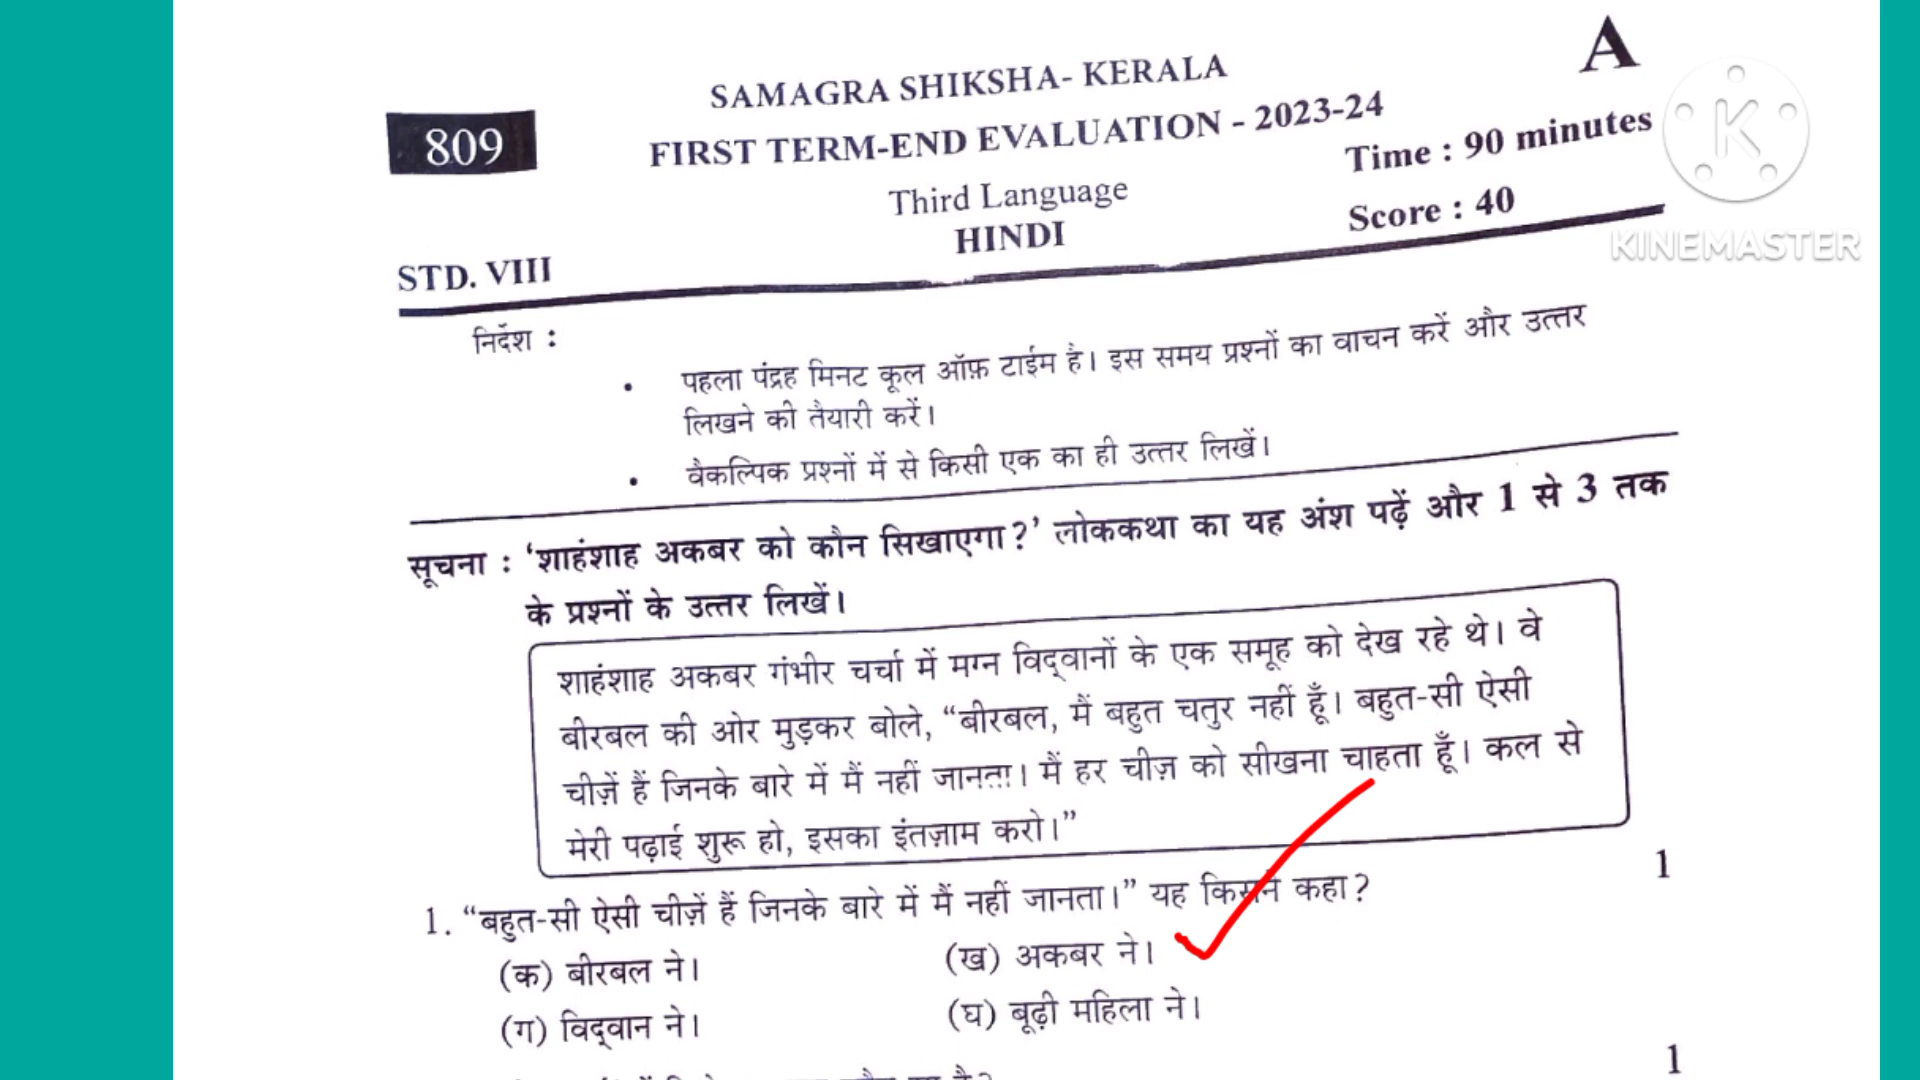 A
SAMAGRA SHIKSHA- KERALA
809
FIRST TERM-END EVALUATION - 2023-24
Time : 90 minutes
Third Language
Score : 40
HINDI
KINEMASTER
STD. VIII
निर्देश :
• पहला पंद्रह मिनट कूल ऑफ़ टाईम है। इस समय प्रश्नों का वाचन करें और उत्तर
लिखने की तैयारी करें।
• वैकल्पिक प्रश्नों में से किसी एक का ही उत्तर लिखें।
सूचना : ‘शाहंशाह अकबर को कौन सिखाएगा?’ लोककथा का यह अंश पढ़ें और 1 से 3 तक
के प्रश्नों के उत्तर लिखें।
शाहंशाह अकबर गंभीर चर्चा में मग्न विद्‌वानों के एक समूह को देख रहे थे। वे
बीरबल की ओर मुड़कर बोले, “बीरबल, मैं बहुत चतुर नहीं हूँ। बहुत-सी ऐसी
चीज़ें हैं जिनके बारे में मैं नहीं जानता। मैं हर चीज़ को सीखना चाहता हूँ। कल से
मेरी पढ़ाई शुरू हो, इसका इंतज़ाम करो।”
1. “बहुत-सी ऐसी चीज़ें हैं जिनके बारे में मैं नहीं जानता।” यह किसने कहा? 1
(क) बीरबल ने। (ख) अकबर ने।
(ग) विद्‌वान ने। (घ) बूढ़ी महिला ने।
1